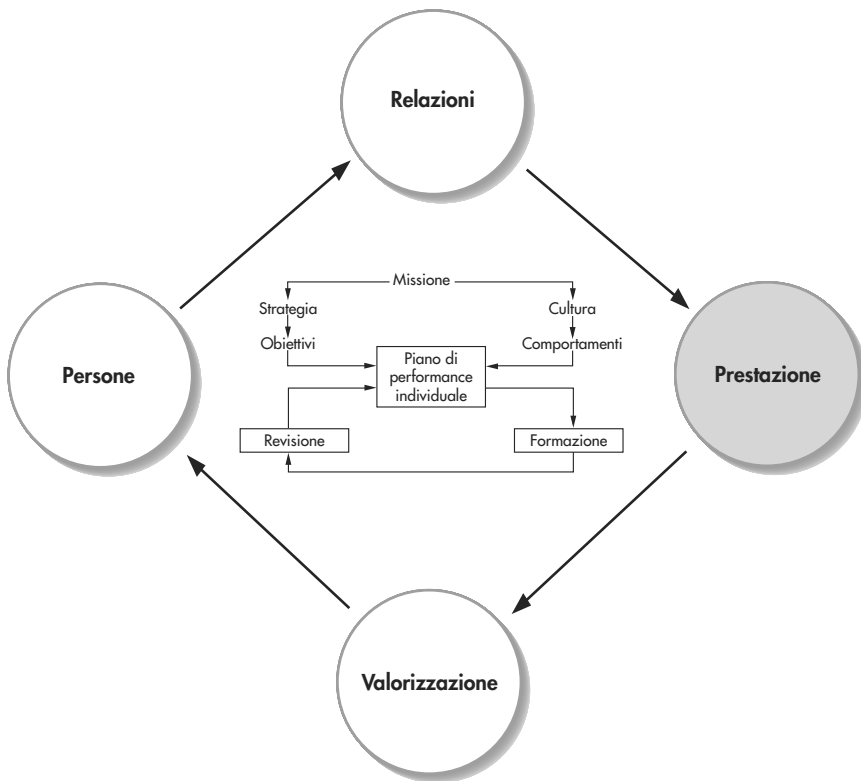 Relazioni
Missione
Strategia
Cultura
Obiettivi
Comportamenti
Piano di
performance
individuale
Persone
Prestazione
Revisione
Formazione
Valorizzazione